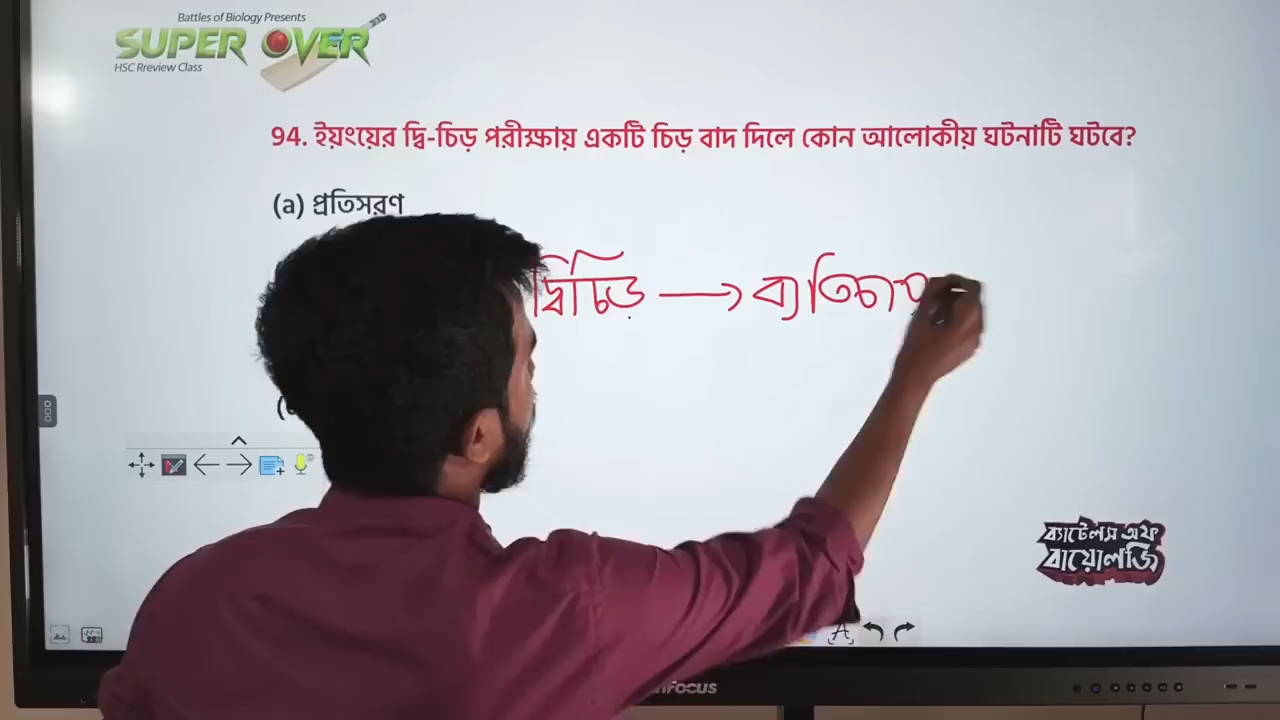 Battles of Biology Presents
SUPER OVER
HSC Rreview Class
94. ইয়ংয়ের দ্বি-চিড় পরীক্ষায় একটি চিড় বাদ দিলে কোন আলোকীয় ঘটনাটি ঘটবে?
(a) প্রতিসরণ
দ্বিচিড় → ব্যতিচা
ব্যাটেলস অফ
বায়োলজি